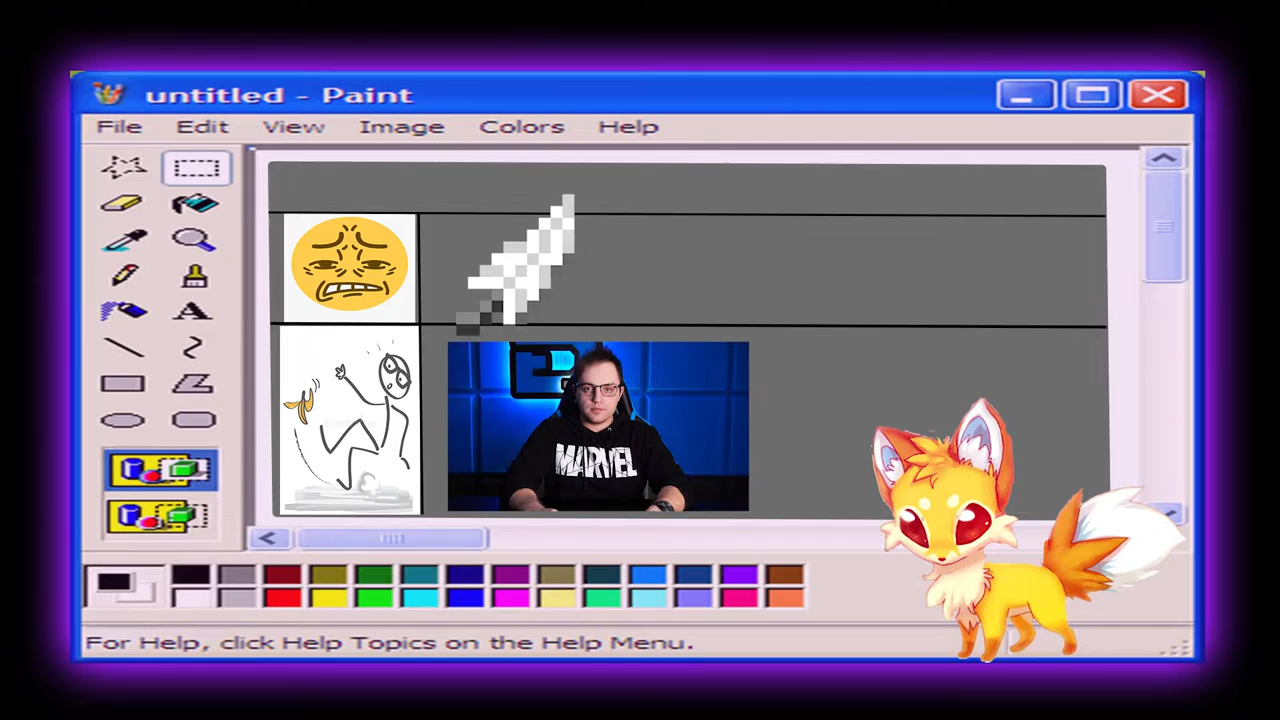 untitled - Paint
File Edit View Image Colors Help
A
MARVEL
For Help, click Help Topics on the Help Menu.